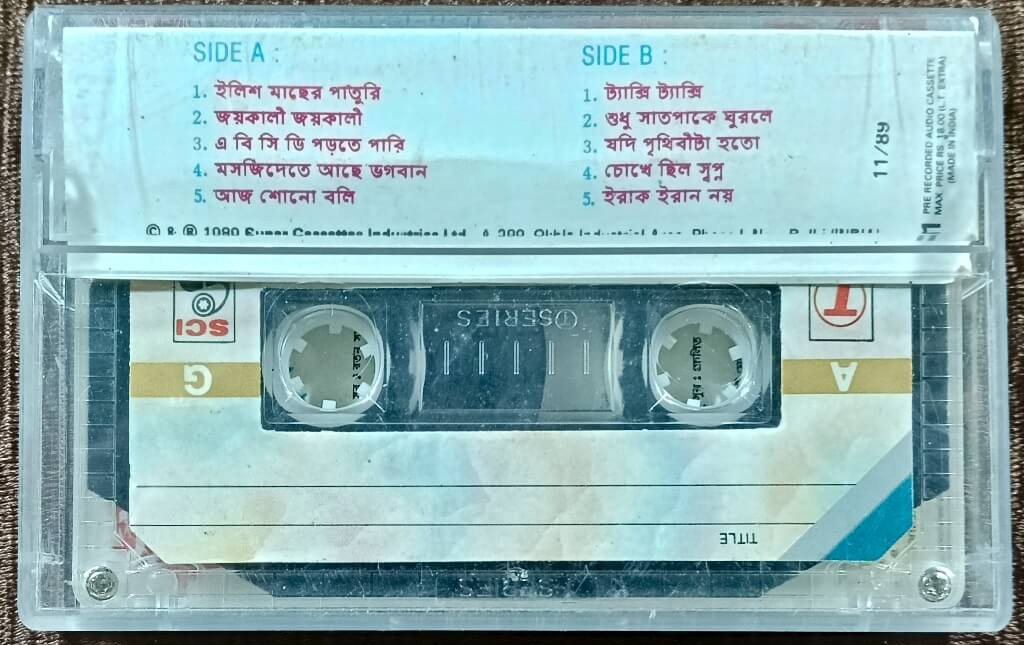 SIDE A :
1. ইলিশ মাছের পাতুরি
2. জয়কালী জয়কালী
3. এ বি সি ডি পড়তে পারি
4. মসজিদেতে আছে ভগবান
5. আজ শোনো বলি
SIDE B :
1. ট্যাক্সি ট্যাক্সি
2. শুধু সাতপাকে ঘুরলে
3. যদি পৃথিবীটা হতো
4. চোখে ছিল স্বপ্ন
5. ইরাক ইরান নয়
11/89
PRE RECORDED AUDIO CASSETTE
MAX. PRICE RS. 18.00 (L.T. EXTRA)
(MADE IN INDIA)
SCI
T SERIES
T
G
A
TITLE